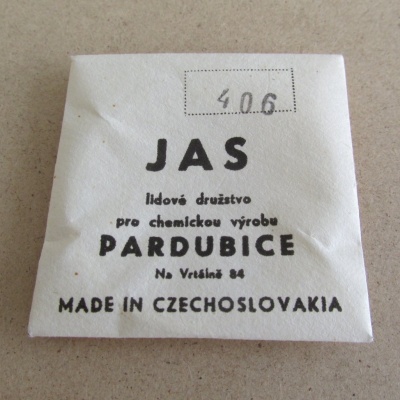 406
JAS
lidové družstvo
pro chemickou výrobu
PARDUBICE
Na Vrtálně 84
MADE IN CZECHOSLOVAKIA